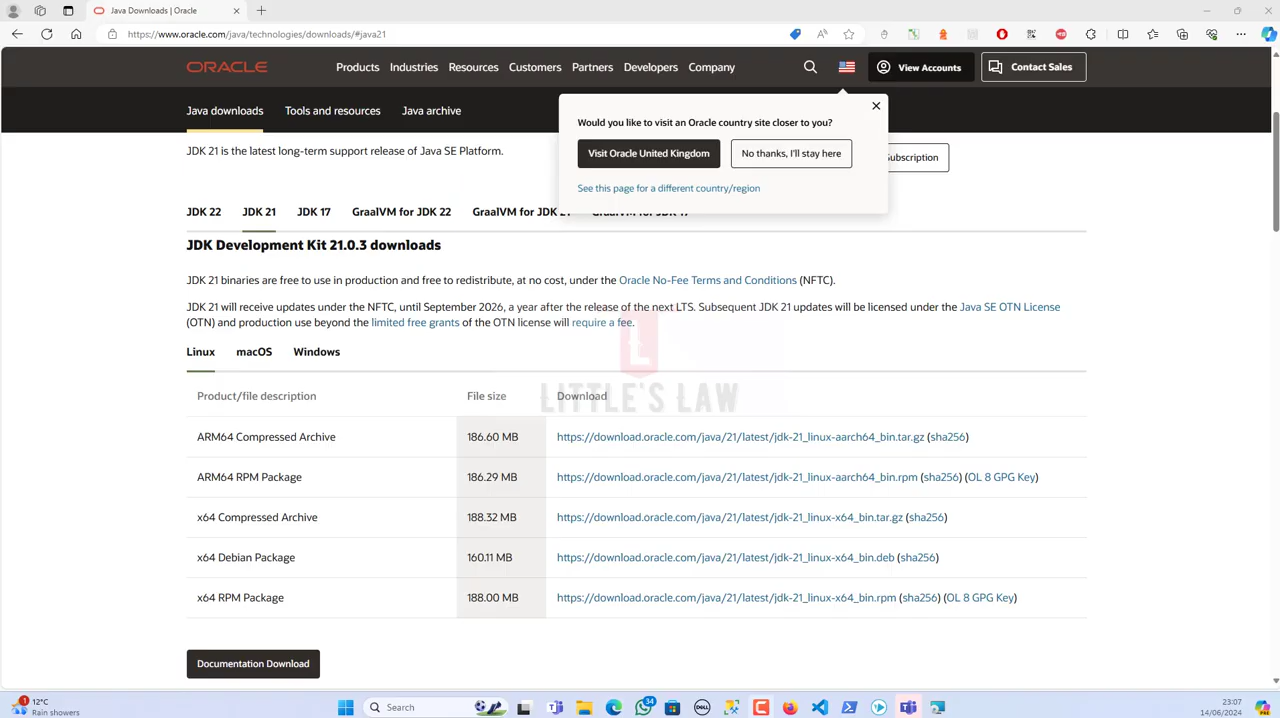 Java Downloads | Oracle
https://www.oracle.com/java/technologies/downloads/#java21
ORACLE
Products Industries Resources Customers Partners Developers Company
View Accounts
Contact Sales
Java downloads Tools and resources Java archive
Would you like to visit an Oracle country site closer to you?
Visit Oracle United Kingdom
No thanks, I'll stay here
See this page for a different country/region
JDK 21 is the latest long-term support release of Java SE Platform.
Subscription
JDK 22 JDK 21 JDK 17 GraalVM for JDK 22 GraalVM for JDK 21 GraalVM for JDK 17
JDK Development Kit 21.0.3 downloads
JDK 21 binaries are free to use in production and free to redistribute, at no cost, under the Oracle No-Fee Terms and Conditions (NFTC).
JDK 21 will receive updates under the NFTC, until September 2026, a year after the release of the next LTS. Subsequent JDK 21 updates will be licensed under the Java SE OTN License
(OTN) and production use beyond the limited free grants of the OTN license will require a fee.
Linux macOS Windows
L
LITTLE'S LAW
Product/file description File size Download
ARM64 Compressed Archive 186.60 MB https://download.oracle.com/java/21/latest/jdk-21_linux-aarch64_bin.tar.gz (sha256)
ARM64 RPM Package 186.29 MB https://download.oracle.com/java/21/latest/jdk-21_linux-aarch64_bin.rpm (sha256) (OL 8 GPG Key)
x64 Compressed Archive 188.32 MB https://download.oracle.com/java/21/latest/jdk-21_linux-x64_bin.tar.gz (sha256)
x64 Debian Package 160.11 MB https://download.oracle.com/java/21/latest/jdk-21_linux-x64_bin.deb (sha256)
x64 RPM Package 188.00 MB https://download.oracle.com/java/21/latest/jdk-21_linux-x64_bin.rpm (sha256) (OL 8 GPG Key)
Documentation Download
1
12°C
Rain showers
Search
34
DELL
23:07
14/06/2024